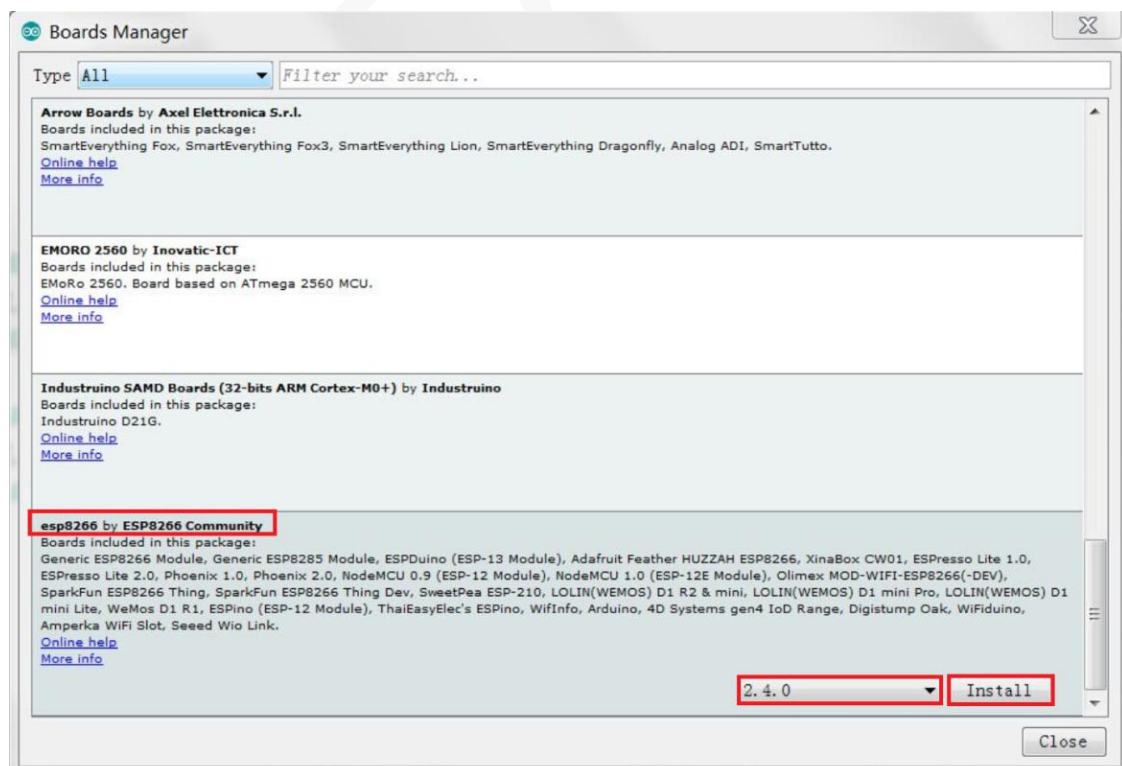 Boards Manager
Type All Filter your search...
Arrow Boards by Axel Elettronica S.r.l.
Boards included in this package:
SmartEverything Fox, SmartEverything Fox3, SmartEverything Lion, SmartEverything Dragonfly, Analog ADI, SmartTutto.
Online help
More info
EMORO 2560 by Inovatic-ICT
Boards included in this package:
EMoRo 2560. Board based on ATmega 2560 MCU.
Online help
More info
Industruino SAMD Boards (32-bits ARM Cortex-M0+) by Industruino
Boards included in this package:
Industruino D21G.
Online help
More info
esp8266 by ESP8266 Community
Boards included in this package:
Generic ESP8266 Module, Generic ESP8285 Module, ESPDuino (ESP-13 Module), Adafruit Feather HUZZAH ESP8266, XinaBox CW01, ESPresso Lite 1.0,
ESPresso Lite 2.0, Phoenix 1.0, Phoenix 2.0, NodeMCU 0.9 (ESP-12 Module), NodeMCU 1.0 (ESP-12E Module), Olimex MOD-WIFI-ESP8266(-DEV),
SparkFun ESP8266 Thing, SparkFun ESP8266 Thing Dev, SweetPea ESP-210, LOLIN(WEMOS) D1 R2 & mini, LOLIN(WEMOS) D1 mini Pro, LOLIN(WEMOS) D1
mini Lite, WeMos D1 R1, ESPino (ESP-12 Module), ThaiEasyElec's ESPino, WifInfo, Arduino, 4D Systems gen4 IoD Range, Digistump Oak, WiFiduino,
Amperka WiFi Slot, Seeed Wio Link.
Online help
More info
2.4.0 Install
Close